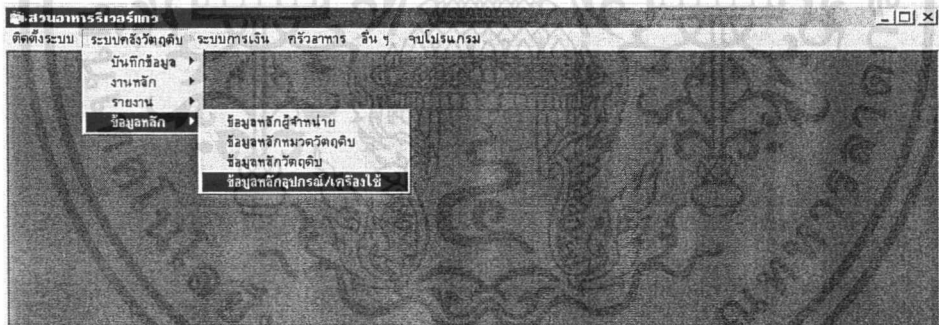 สวนอาหารริเวอร์แคว
ติดตั้งระบบ ระบบคลังวัตถุดิบ ระบบการเงิน ครัวอาหาร อื่น ๆ จบโปรแกรม
บันทึกข้อมูล
งานหลัก
รายงาน
ข้อมูลหลัก
ข้อมูลหลักผู้จำหน่าย
ข้อมูลหลักหมวดวัตถุดิบ
ข้อมูลหลักวัตถุดิบ
ข้อมูลหลักอุปกรณ์/เครื่องใช้